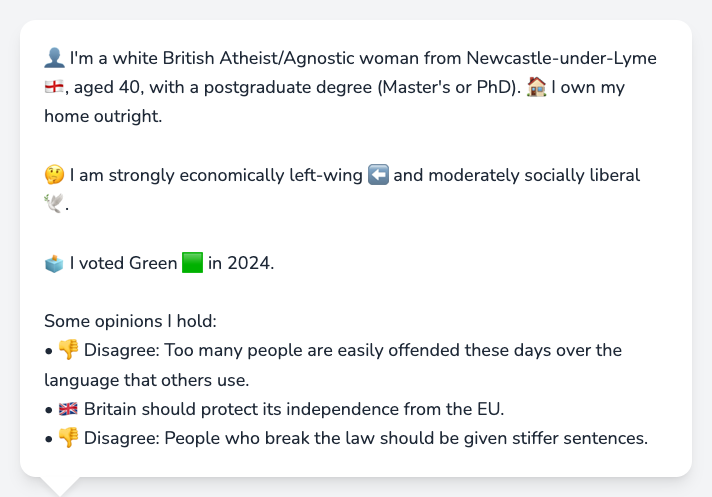 👤 I'm a white British Atheist/Agnostic woman from Newcastle-under-Lyme
🏴󠁧󠁢󠁥󠁮󠁧󠁿, aged 40, with a postgraduate degree (Master's or PhD). 🏠 I own my
home outright.
🤔 I am strongly economically left-wing ⬅️ and moderately socially liberal
🕊️.
🗳️ I voted Green 🟩 in 2024.
Some opinions I hold:
• 👎 Disagree: Too many people are easily offended these days over the
language that others use.
• 🇬🇧 Britain should protect its independence from the EU.
• 👎 Disagree: People who break the law should be given stiffer sentences.